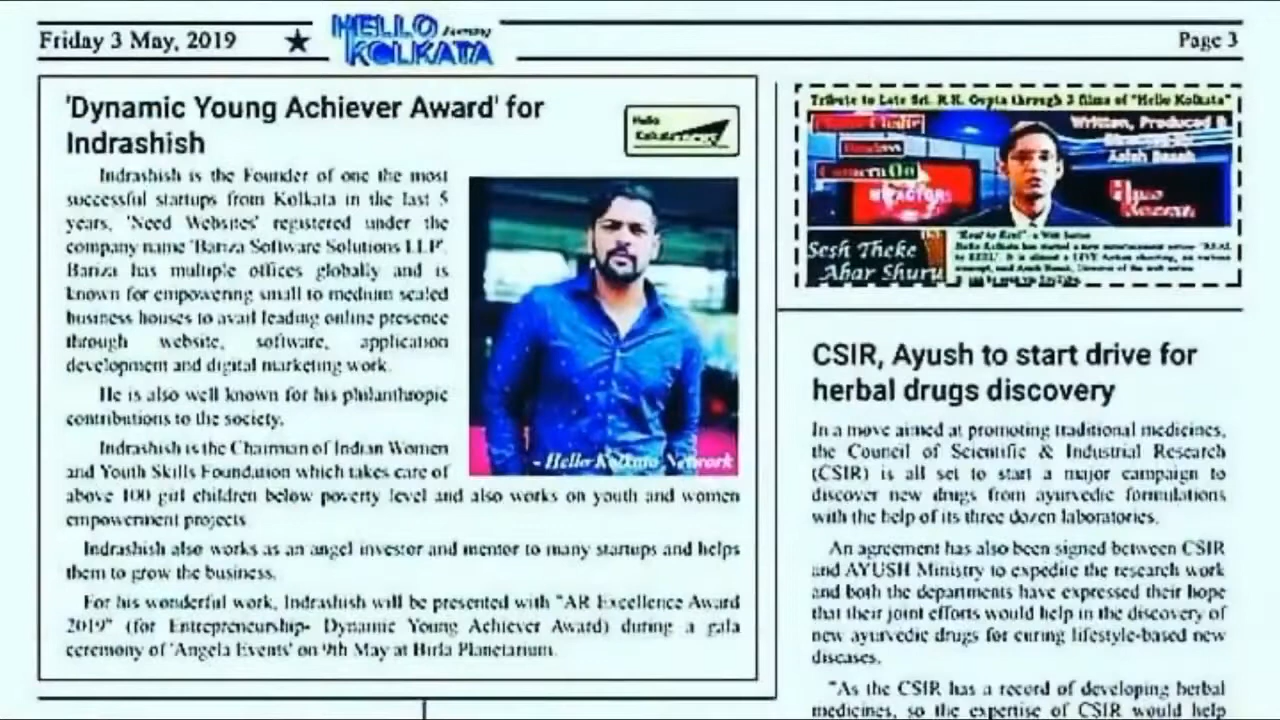 Friday 3 May, 2019
HELLO Evening
KOLKATA
Page 3
'Dynamic Young Achiever Award' for
Indrashish
Hello
Kolkata
Indrashish is the Founder of one the most
successful startups from Kolkata in the last 5
years, 'Need Websites' registered under the
company name 'Bariza Software Solutions LLP'.
Bariza has multiple offices globally and is
known for empowering small to medium scaled
business houses to avail leading online presence
through website, software, application
development and digital marketing work.
He is also well known for his philanthropic
contributions to the society.
Indrashish is the Chairman of Indian Women
and Youth Skills Foundation which takes care of
above 100 girl children below poverty level and also works on youth and women
empowerment projects
Indrashish also works as an angel investor and mentor to many startups and helps
them to grow the business.
For his wonderful work, Indrashish will be presented with "AR Excellence Award
2019" (for Entrepreneurship- Dynamic Young Achiever Award) during a gala
ceremony of 'Angela Events' on 9th May at Birla Planetarium.
- Hello Kolkata Network
Tribute to Late Sri. R.K. Gupta through 3 films of "Hello Kolkata"
Written, Produced &
Camera On
Sesh Theke
Abar Shuru
"Real to Reel"
CSIR, Ayush to start drive for
herbal drugs discovery
In a move aimed at promoting traditional medicines,
the Council of Scientific & Industrial Research
(CSIR) is all set to start a major campaign to
discover new drugs from ayurvedic formulations
with the help of its three dozen laboratories.
An agreement has also been signed between CSIR
and AYUSH Ministry to expedite the research work
and both the departments have expressed their hope
that their joint efforts would help in the discovery of
new ayurvedic drugs for curing lifestyle-based new
diseases.
"As the CSIR has a record of developing herbal
medicines, so the expertise of CSIR would help